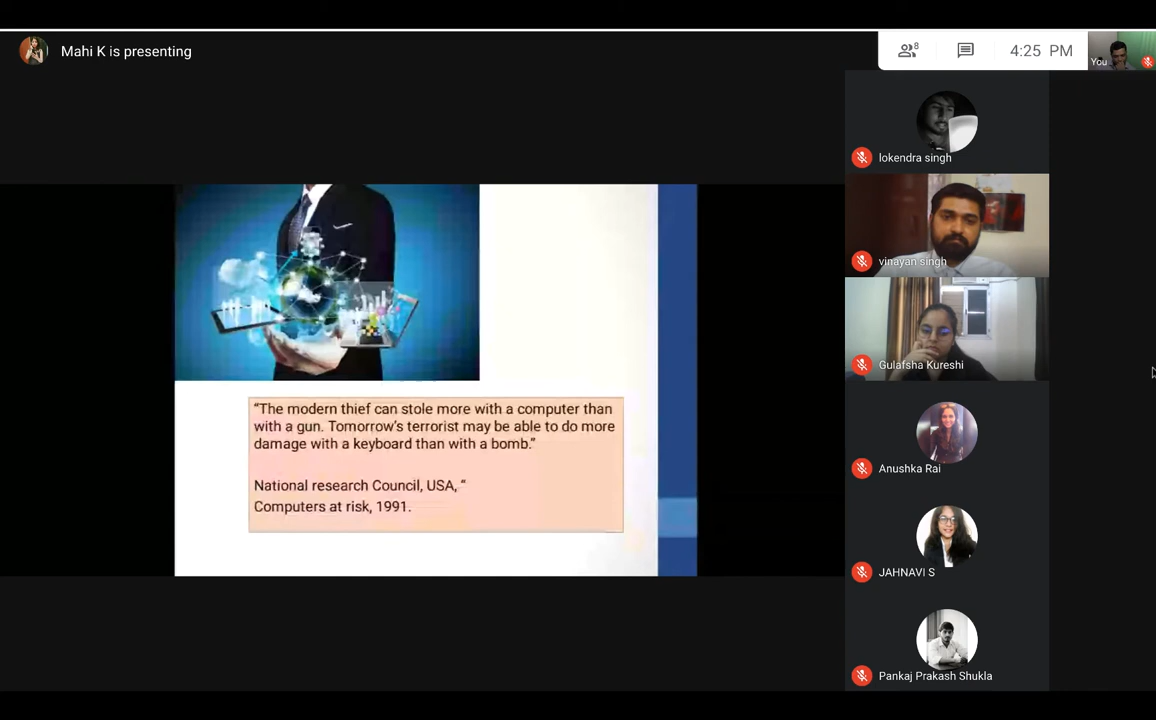 Mahi K is presenting
8
4:25 PM
You
lokendra singh
vinayan singh
Gulafsha Kureshi
Anushka Rai
JAHNAVI S
Pankaj Prakash Shukla
“The modern thief can stole more with a computer than
with a gun. Tomorrow’s terrorist may be able to do more
damage with a keyboard than with a bomb.”
National research Council, USA, “
Computers at risk, 1991.